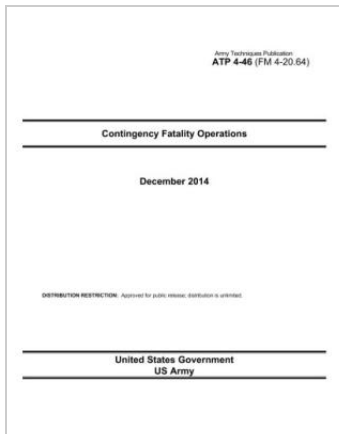 Army Techniques Publication
ATP 4-46 (FM 4-20.64)
Contingency Fatality Operations
December 2014
DISTRIBUTION RESTRICTION: Approved for public release; distribution is unlimited.
United States Government
US Army